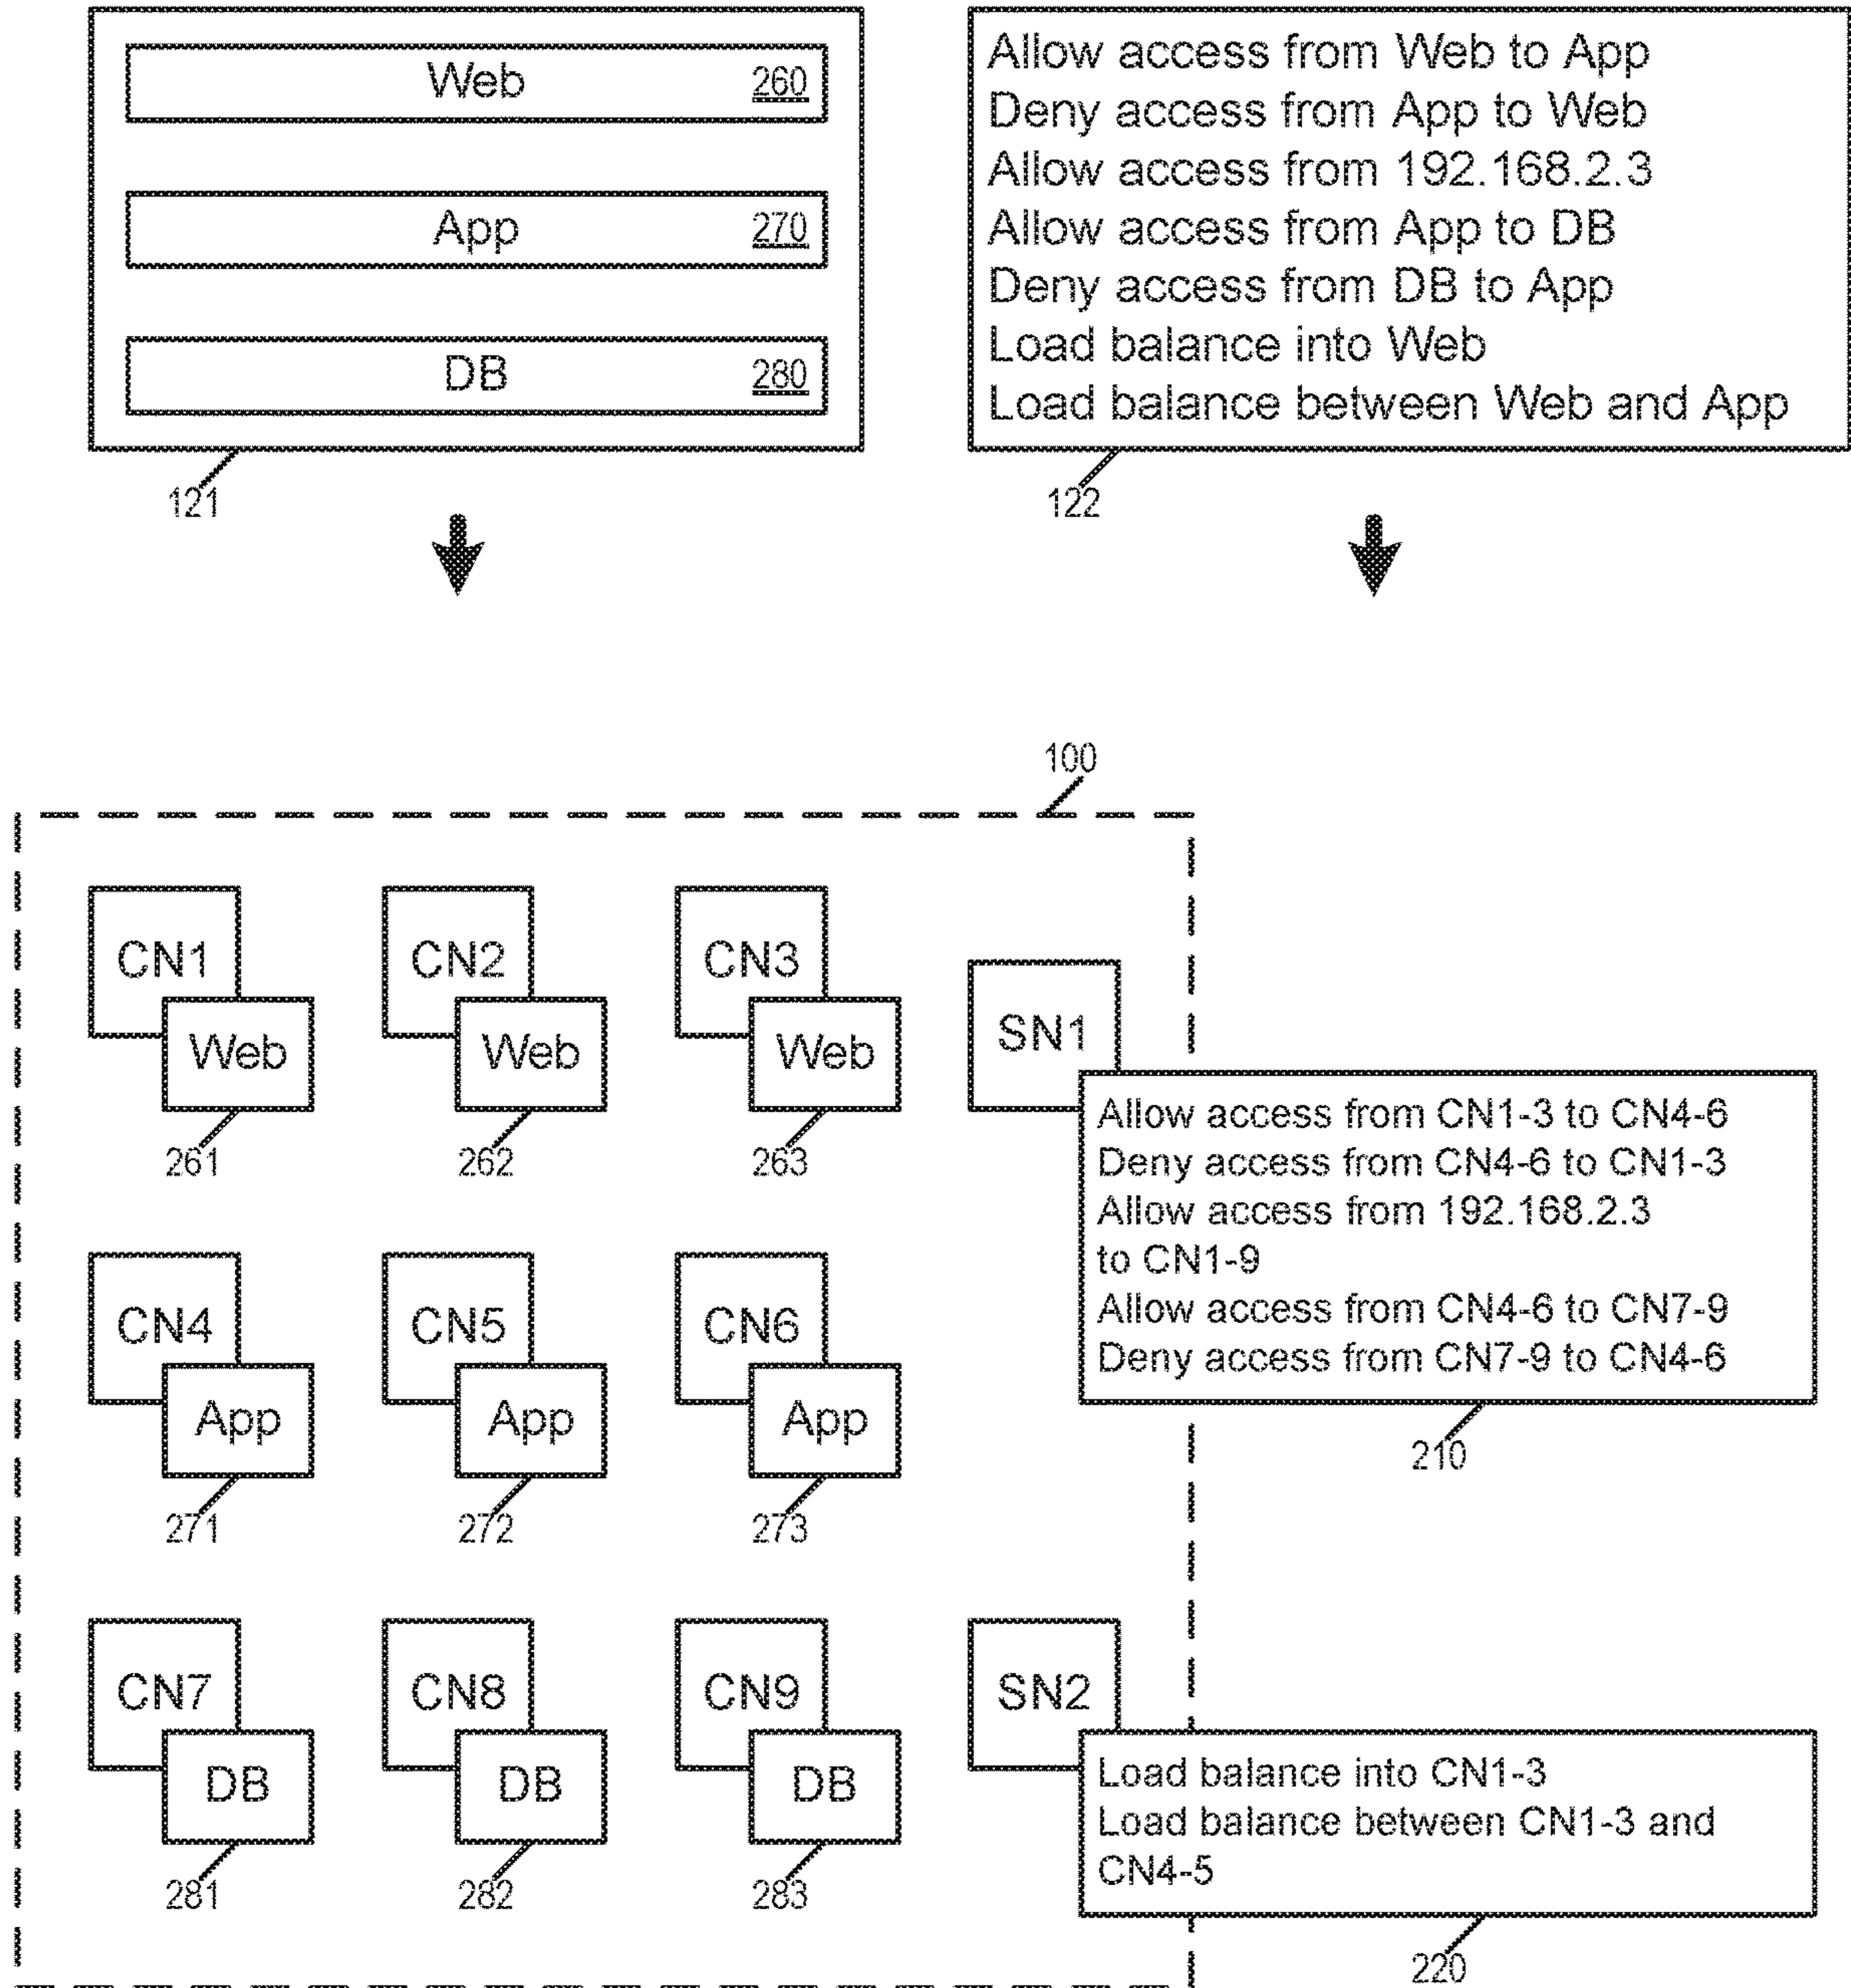 Web 260
App 270
DB 280
121
Allow access from Web to App
Deny access from App to Web
Allow access from 192.168.2.3
Allow access from App to DB
Deny access from DB to App
Load balance into Web
Load balance between Web and App
122
100
CN1
Web
261
CN2
Web
262
CN3
Web
263
SN1
Allow access from CN1-3 to CN4-6
Deny access from CN4-6 to CN1-3
Allow access from 192.168.2.3
to CN1-9
Allow access from CN4-6 to CN7-9
Deny access from CN7-9 to CN4-6
210
CN4
App
271
CN5
App
272
CN6
App
273
CN7
DB
281
CN8
DB
282
CN9
DB
283
SN2
Load balance into CN1-3
Load balance between CN1-3 and
CN4-5
220